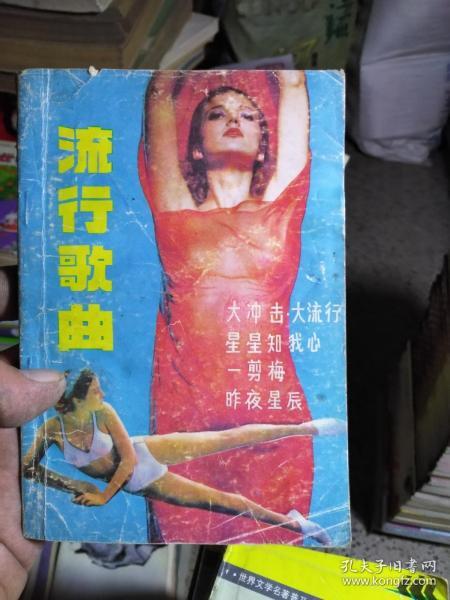 流行歌曲
大冲击·大流行
星星知我心
一剪梅
昨夜星辰
·世界文学名著
孔夫子旧书网
www.kongfz.com